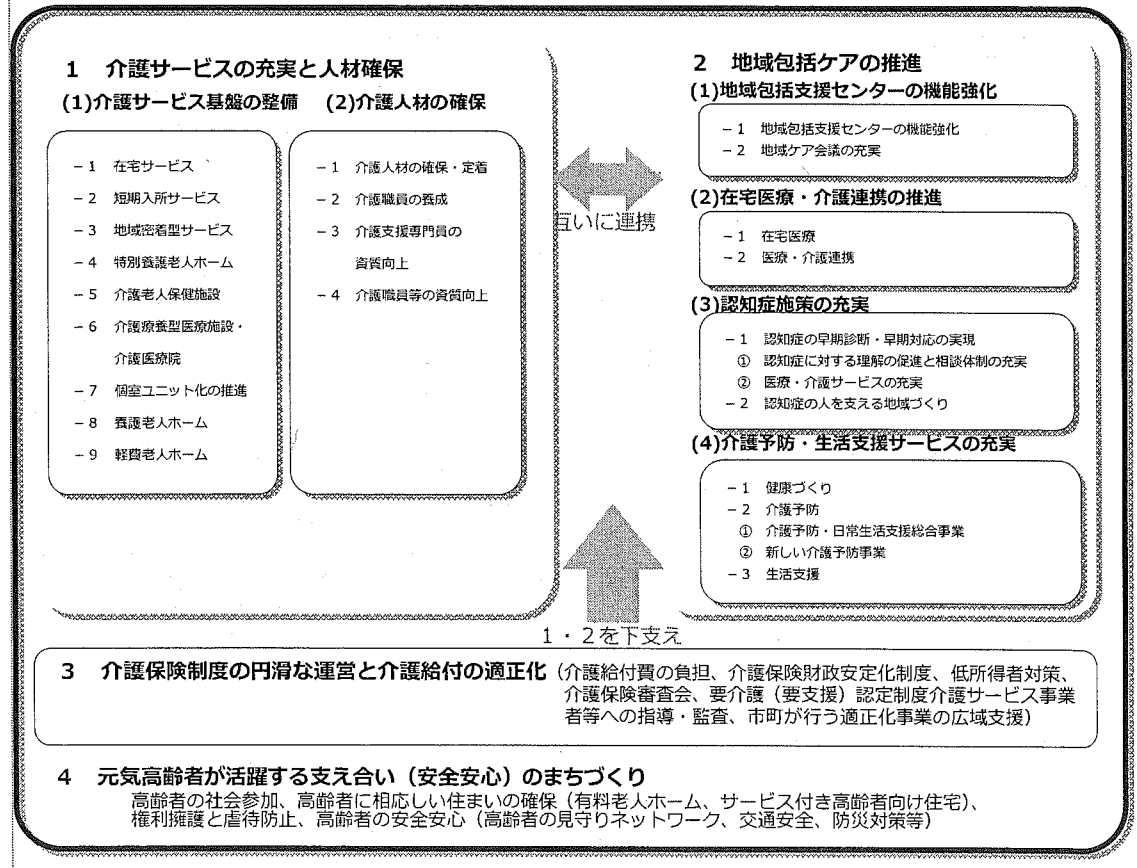 1　介護サービスの充実と人材確保
(1)介護サービス基盤の整備　(2)介護人材の確保
－1　在宅サービス
－2　短期入所サービス
－3　地域密着型サービス
－4　特別養護老人ホーム
－5　介護老人保健施設
－6　介護療養型医療施設・
介護医療院
－7　個室ユニット化の推進
－8　養護老人ホーム
－9　軽費老人ホーム
－1　介護人材の確保・定着
－2　介護職員の養成
－3　介護支援専門員の
資質向上
－4　介護職員等の資質向上
互いに連携
2　地域包括ケアの推進
(1)地域包括支援センターの機能強化
－1　地域包括支援センターの機能強化
－2　地域ケア会議の充実
(2)在宅医療・介護連携の推進
－1　在宅医療
－2　医療・介護連携
(3)認知症施策の充実
－1　認知症の早期診断・早期対応の実現
①　認知症に対する理解の促進と相談体制の充実
②　医療・介護サービスの充実
－2　認知症の人を支える地域づくり
(4)介護予防・生活支援サービスの充実
－1　健康づくり
－2　介護予防
①　介護予防・日常生活支援総合事業
②　新しい介護予防事業
－3　生活支援
1・2を下支え
3　介護保険制度の円滑な運営と介護給付の適正化（介護給付費の負担、介護保険財政安定化制度、低所得者対策、
介護保険審査会、要介護（要支援）認定制度介護サービス事業
者等への指導・監査、市町が行う適正化事業の広域支援）
4　元気高齢者が活躍する支え合い（安全安心）のまちづくり
高齢者の社会参加、高齢者に相応しい住まいの確保（有料老人ホーム、サービス付き高齢者向け住宅）、
権利擁護と虐待防止、高齢者の安全安心（高齢者の見守りネットワーク、交通安全、防災対策等）